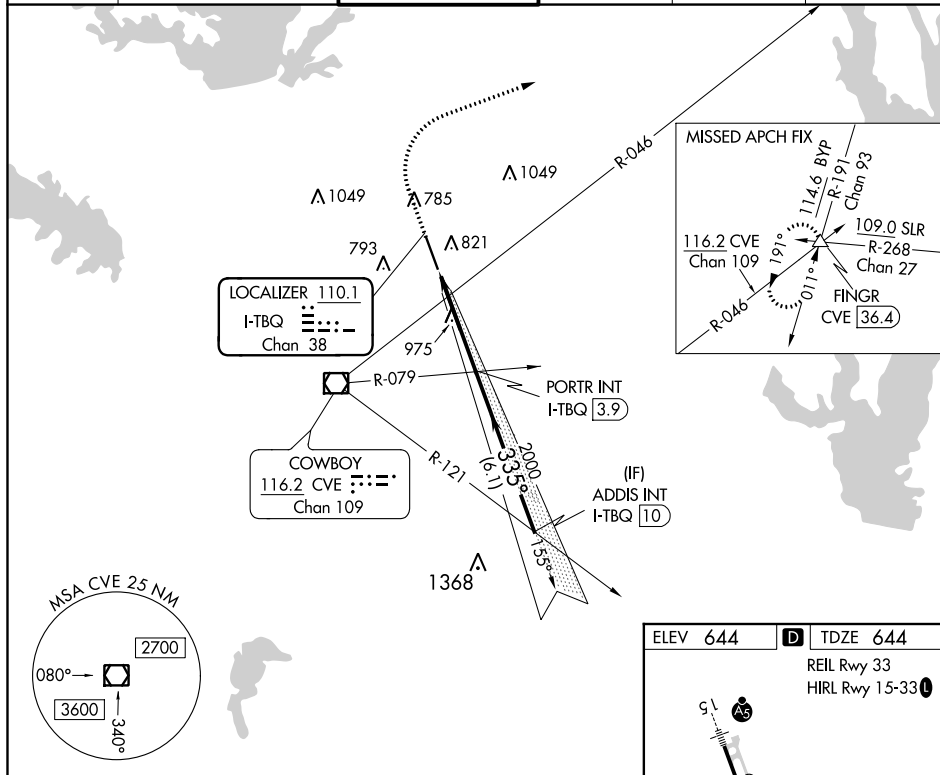 R-046
MISSED APCH FIX
114.6 BYP
R-191
Chan 93
109.0 SLR
R-268
Chan 27
116.2 CVE
Chan 109
191°
011°
R-046
FINGR
CVE 36.4
1049
785
1049
793
821
LOCALIZER 110.1
I-TBQ
Chan 38
975
R-079
PORTR INT
I-TBQ 3.9
COWBOY
116.2 CVE
Chan 109
R-121
2000
335°
(6.1)
(IF)
ADDIS INT
I-TBQ 10
155°
1368
MSA CVE 25 NM
2700
080°
3600
340°
ELEV 644 D TDZE 644
REIL Rwy 33
HIRL Rwy 15-33 L
15
A5